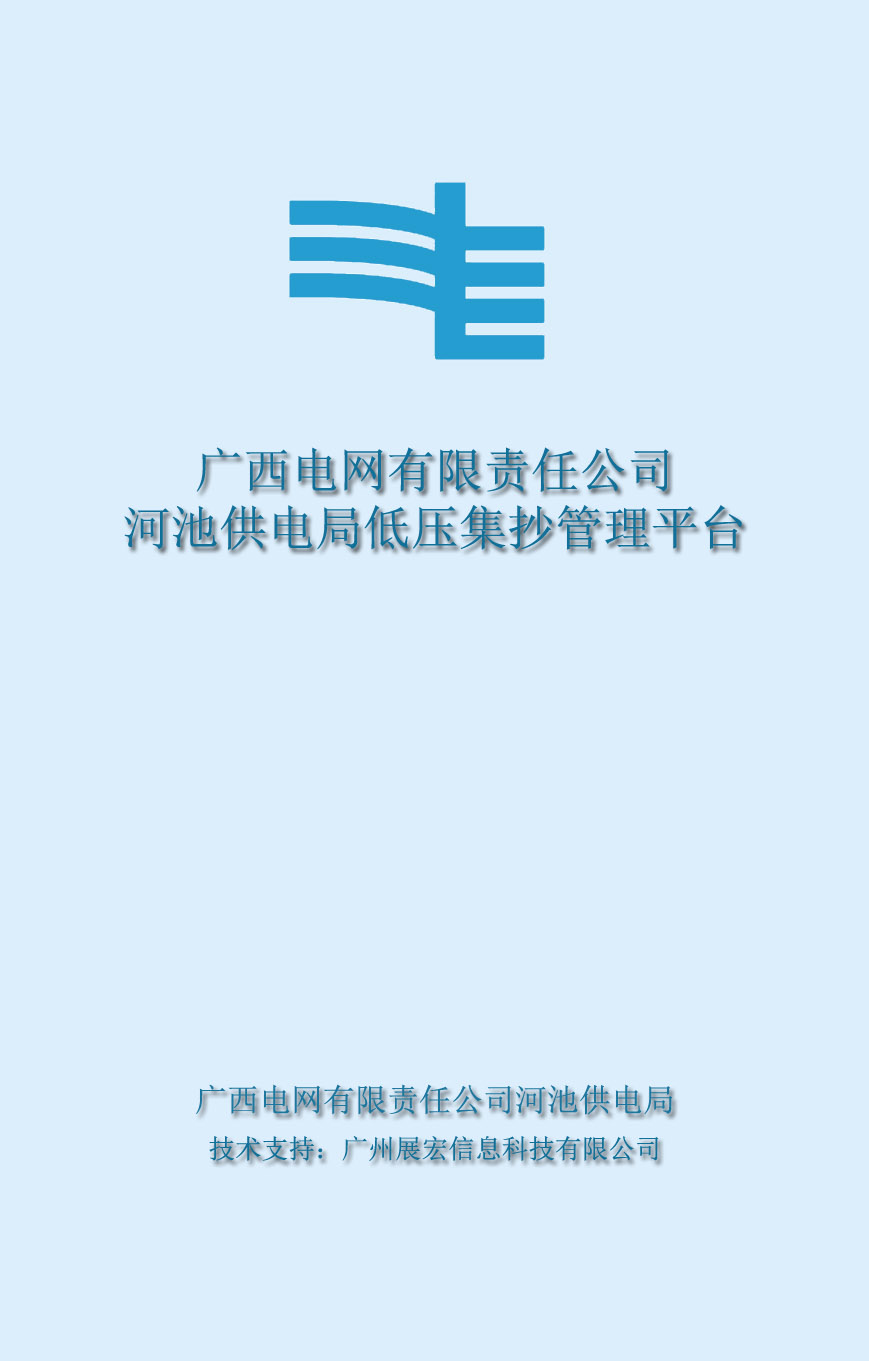 广西电网有限责任公司
河池供电局低压集抄管理平台
广西电网有限责任公司河池供电局
技术支持：广州展宏信息科技有限公司